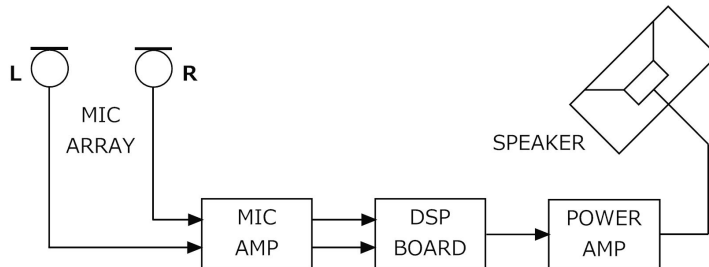 L
R
MIC
ARRAY
SPEAKER
MIC
AMP
DSP
BOARD
POWER
AMP